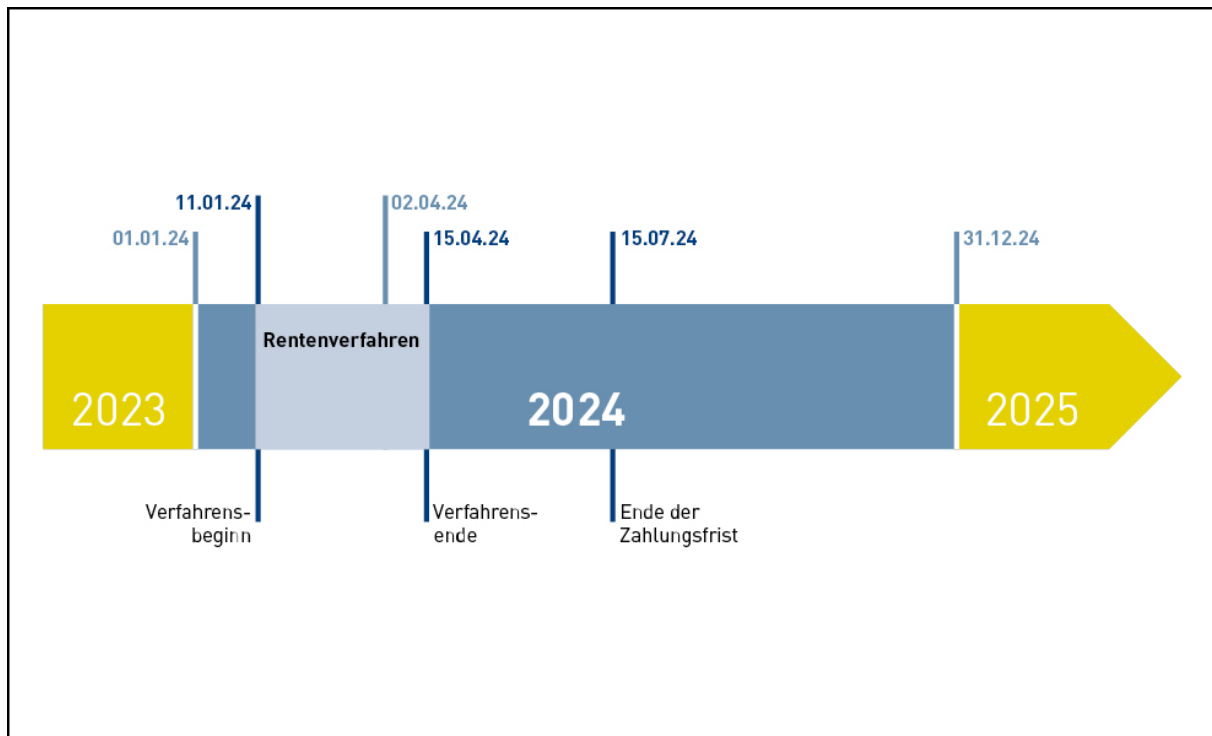 11.01.24
02.04.24
01.01.24
15.04.24
15.07.24
31.12.24
Rentenverfahren
2023
2024
2025
Verfahrens-
beginn
Verfahrens-
ende
Ende der
Zahlungsfrist